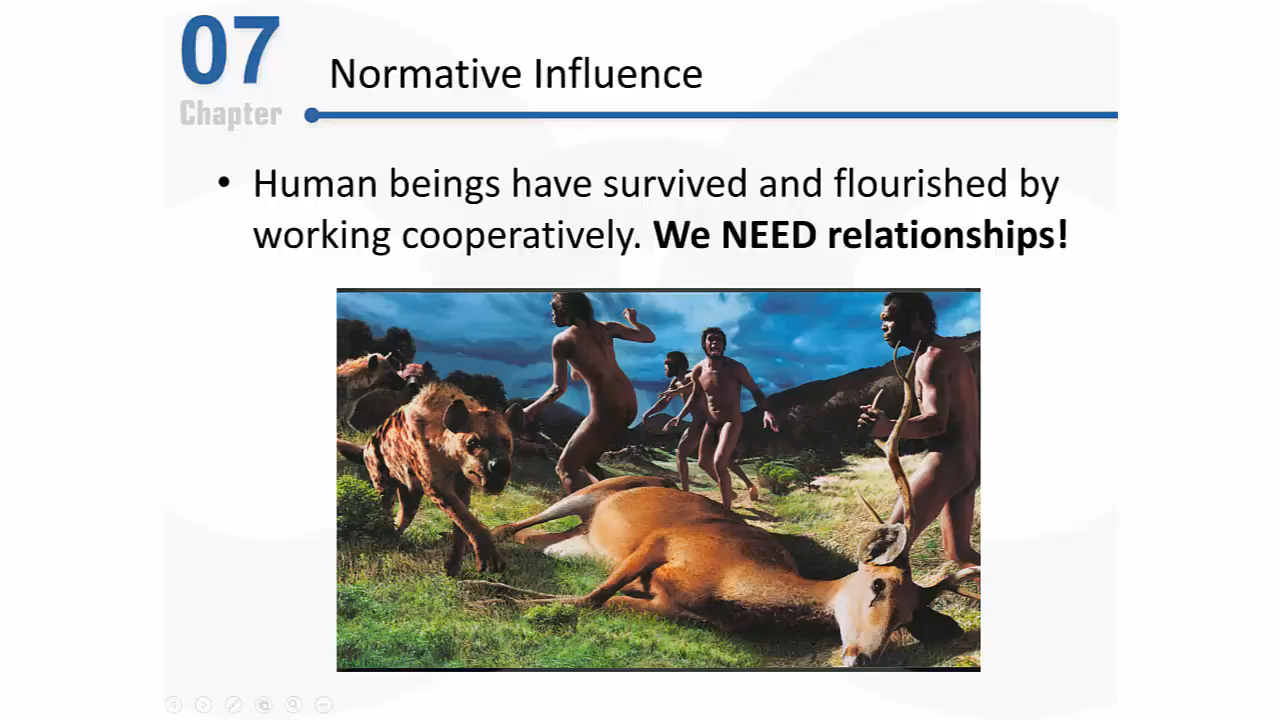 07
Chapter
Normative Influence
• Human beings have survived and flourished by
working cooperatively. We NEED relationships!